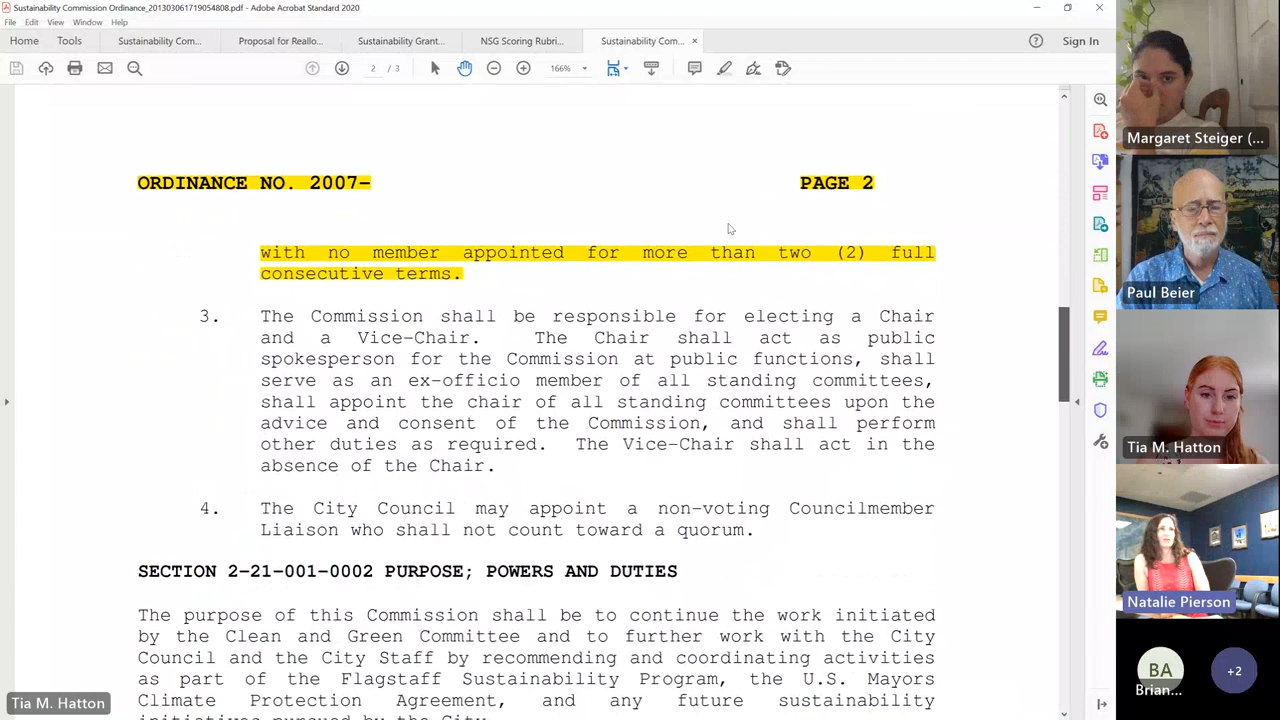 Sustainability Commission Ordinance_201303061719054808.pdf - Adobe Acrobat Standard 2020
File Edit View Window Help
Home Tools Sustainability Com... Proposal for Reallo... Sustainability Grant... NSG Scoring Rubri... Sustainability Com... × Sign In
2 / 3 166%
ORDINANCE NO. 2007- PAGE 2
with no member appointed for more than two (2) full
consecutive terms.
3. The Commission shall be responsible for electing a Chair
and a Vice-Chair. The Chair shall act as public
spokesperson for the Commission at public functions, shall
serve as an ex-officio member of all standing committees,
shall appoint the chair of all standing committees upon the
advice and consent of the Commission, and shall perform
other duties as required. The Vice-Chair shall act in the
absence of the Chair.
4. The City Council may appoint a non-voting Councilmember
Liaison who shall not count toward a quorum.
SECTION 2-21-001-0002 PURPOSE; POWERS AND DUTIES
The purpose of this Commission shall be to continue the work initiated
by the Clean and Green Committee and to further work with the City
Council and the City Staff by recommending and coordinating activities
as part of the Flagstaff Sustainability Program, the U.S. Mayors
Climate Protection Agreement, and any future sustainability
initiatives pursued by the City.
Tia M. Hatton
Margaret Steiger (...
Paul Beier
Tia M. Hatton
Natalie Pierson
BA
Brian...
+2